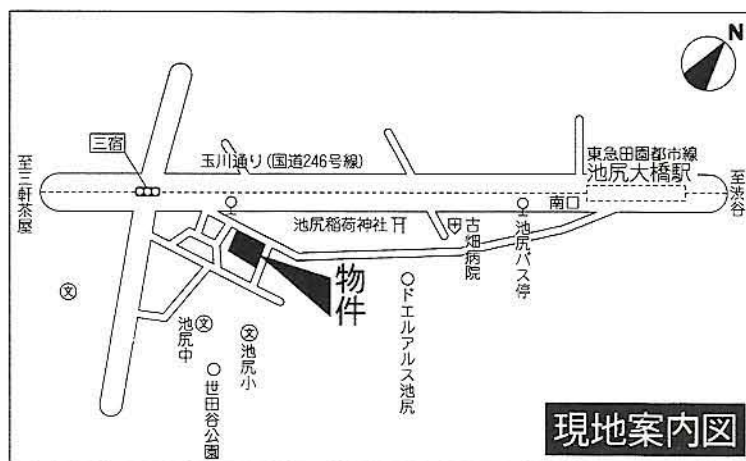 N
三宿
玉川通り(国道246号線)
東急田園都市線
池尻大橋駅
至三軒茶屋
至渋谷
南口
池尻稲荷神社
古畑病院
池尻バス停
物件
ドエルアルス池尻
文
文
池尻中
文
池尻小
世田谷公園
現地案内図